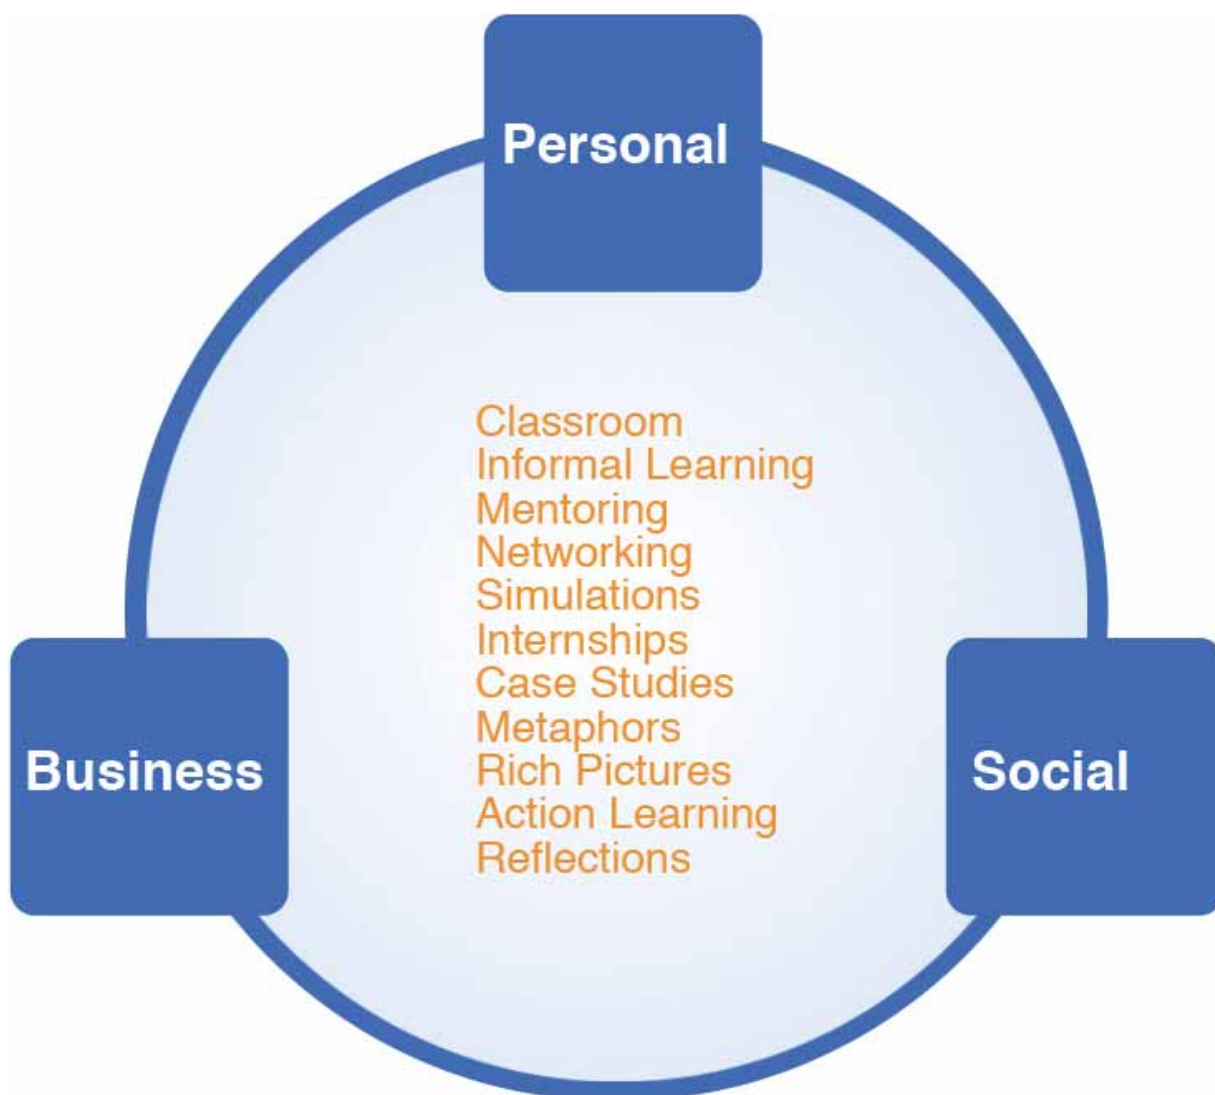 Personal
Classroom
Informal Learning
Mentoring
Networking
Simulations
Internships
Case Studies
Metaphors
Rich Pictures
Action Learning
Reflections
Business
Social